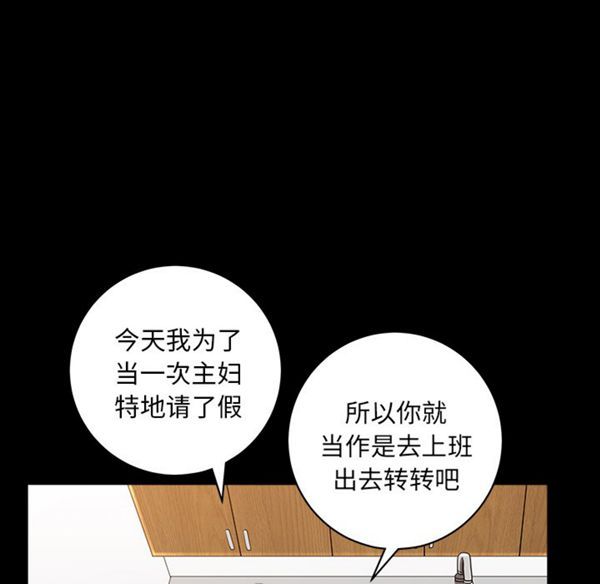 今天我为了
当一次主妇
特地请了假
所以你就
当作是去上班
出去转转吧